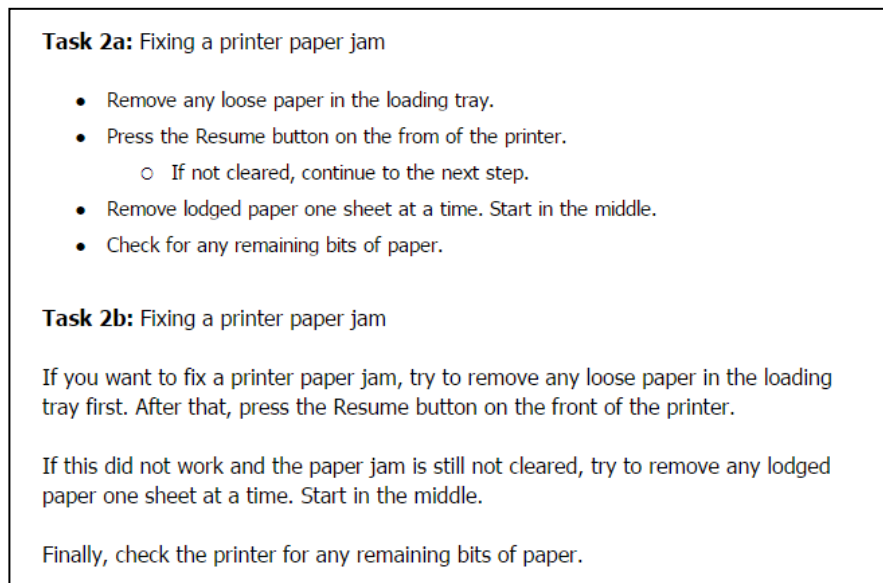 Task 2a: Fixing a printer paper jam
● Remove any loose paper in the loading tray.
● Press the Resume button on the from of the printer.
○ If not cleared, continue to the next step.
● Remove lodged paper one sheet at a time. Start in the middle.
● Check for any remaining bits of paper.
Task 2b: Fixing a printer paper jam
If you want to fix a printer paper jam, try to remove any loose paper in the loading
tray first. After that, press the Resume button on the front of the printer.
If this did not work and the paper jam is still not cleared, try to remove any lodged
paper one sheet at a time. Start in the middle.
Finally, check the printer for any remaining bits of paper.